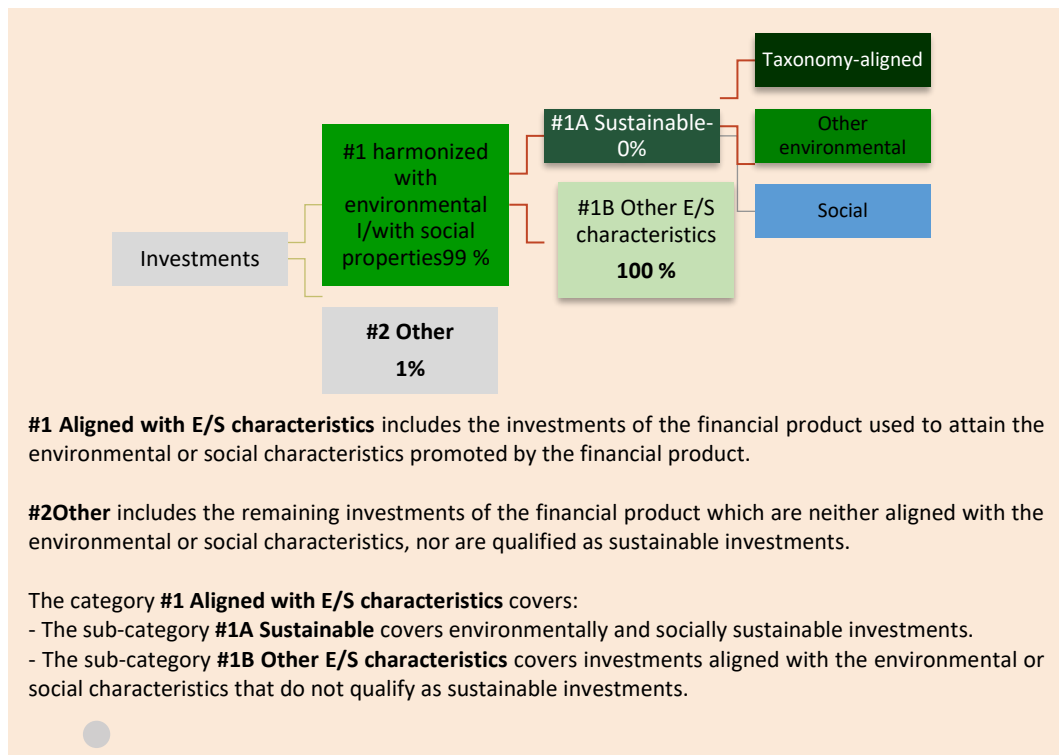 Taxonomy-aligned
#1A Sustainable-
0%
Other
environmental
#1 harmonized
with
environmental
I/with social
properties99 %
#1B Other E/S
characteristics
100 %
Social
Investments
#2 Other
1%
#1 Aligned with E/S characteristics includes the investments of the financial product used to attain the
environmental or social characteristics promoted by the financial product.
#2Other includes the remaining investments of the financial product which are neither aligned with the
environmental or social characteristics, nor are qualified as sustainable investments.
The category #1 Aligned with E/S characteristics covers:
- The sub-category #1A Sustainable covers environmentally and socially sustainable investments.
- The sub-category #1B Other E/S characteristics covers investments aligned with the environmental or
social characteristics that do not qualify as sustainable investments.